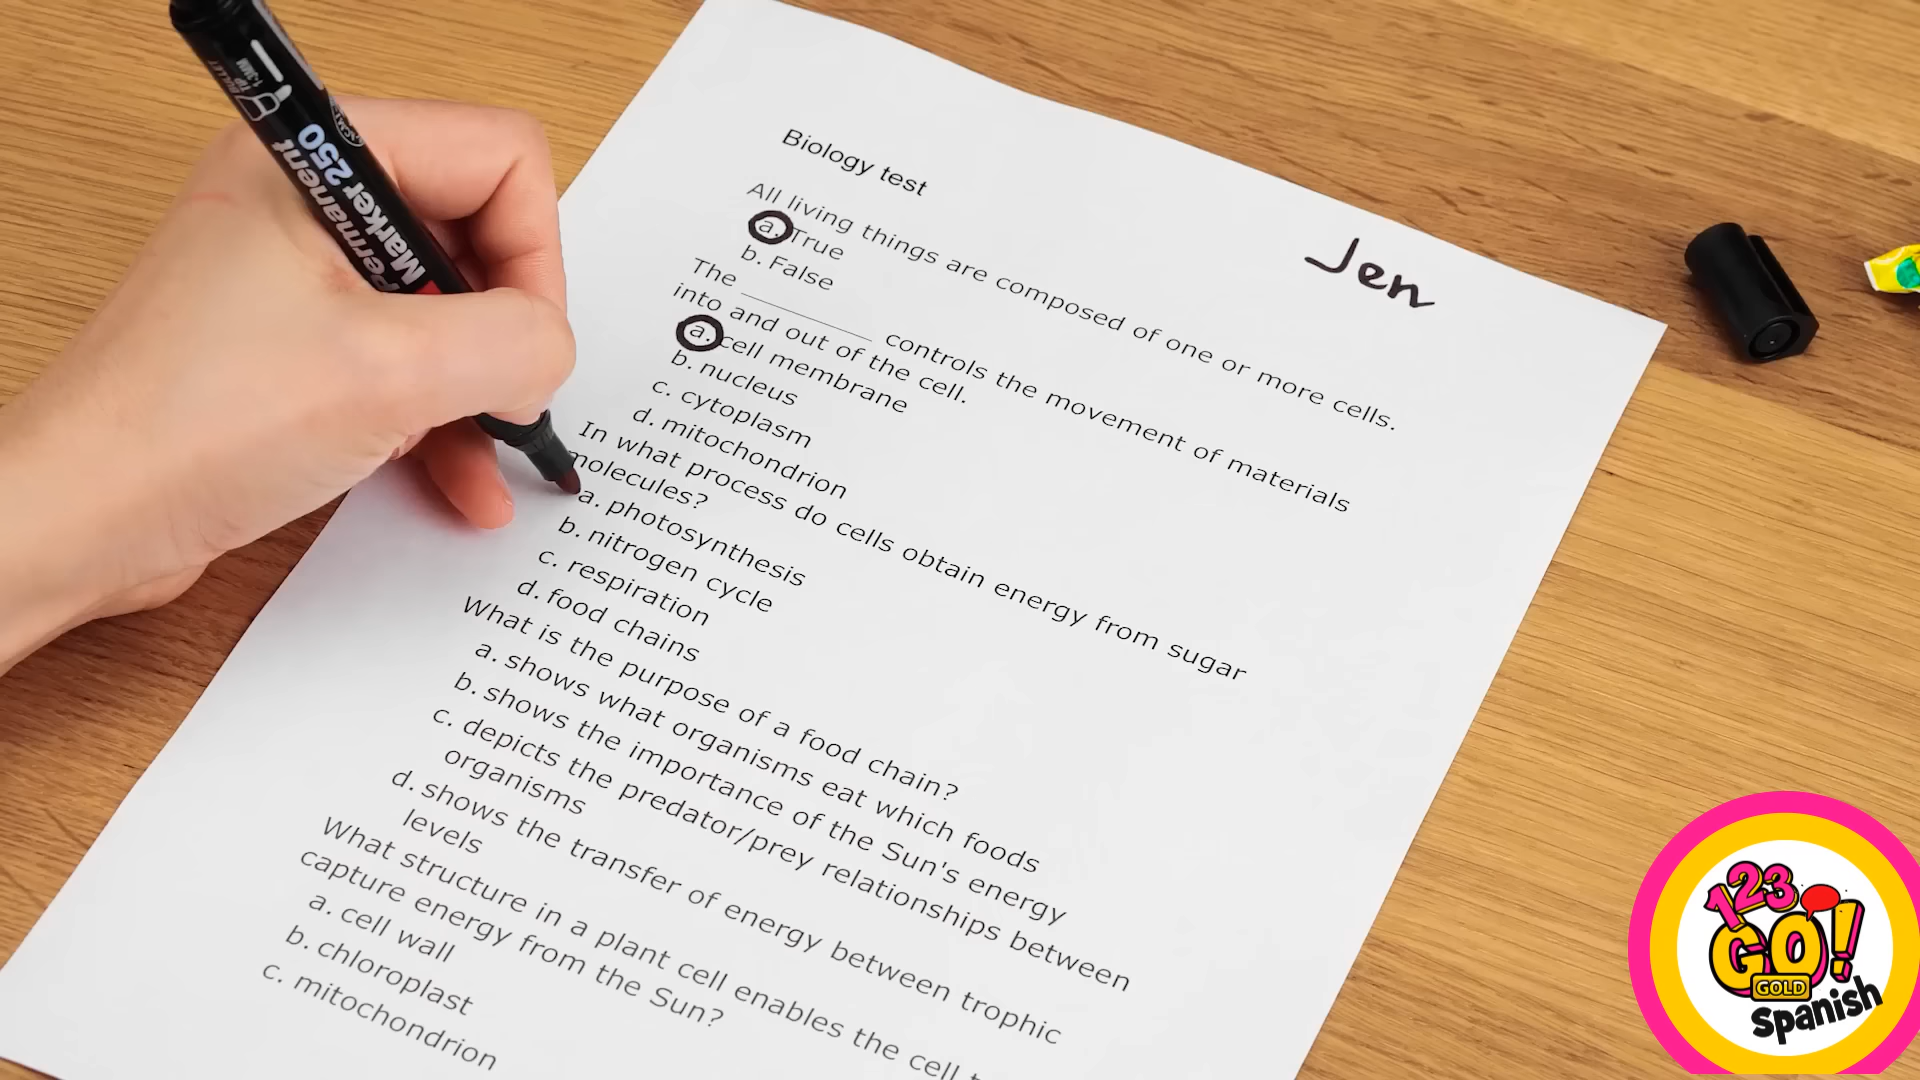 Biology test
Jen
All living things are composed of one or more cells.
a. True
b. False
The __________ controls the movement of materials
into and out of the cell.
a. cell membrane
b. nucleus
c. cytoplasm
d. mitochondrion
In what process do cells obtain energy from sugar
molecules?
a. photosynthesis
b. nitrogen cycle
c. respiration
d. food chains
What is the purpose of a food chain?
a. shows what organisms eat which foods
b. shows the importance of the Sun's energy
c. depicts the predator/prey relationships between
organisms
d. shows the transfer of energy between trophic
levels
What structure in a plant cell enables the cell
capture energy from the Sun?
a. cell wall
b. chloroplast
c. mitochondrion
Permanent
Marker 250
BULLET
TIP
1-3MM
123
GO!
GOLD
Spanish